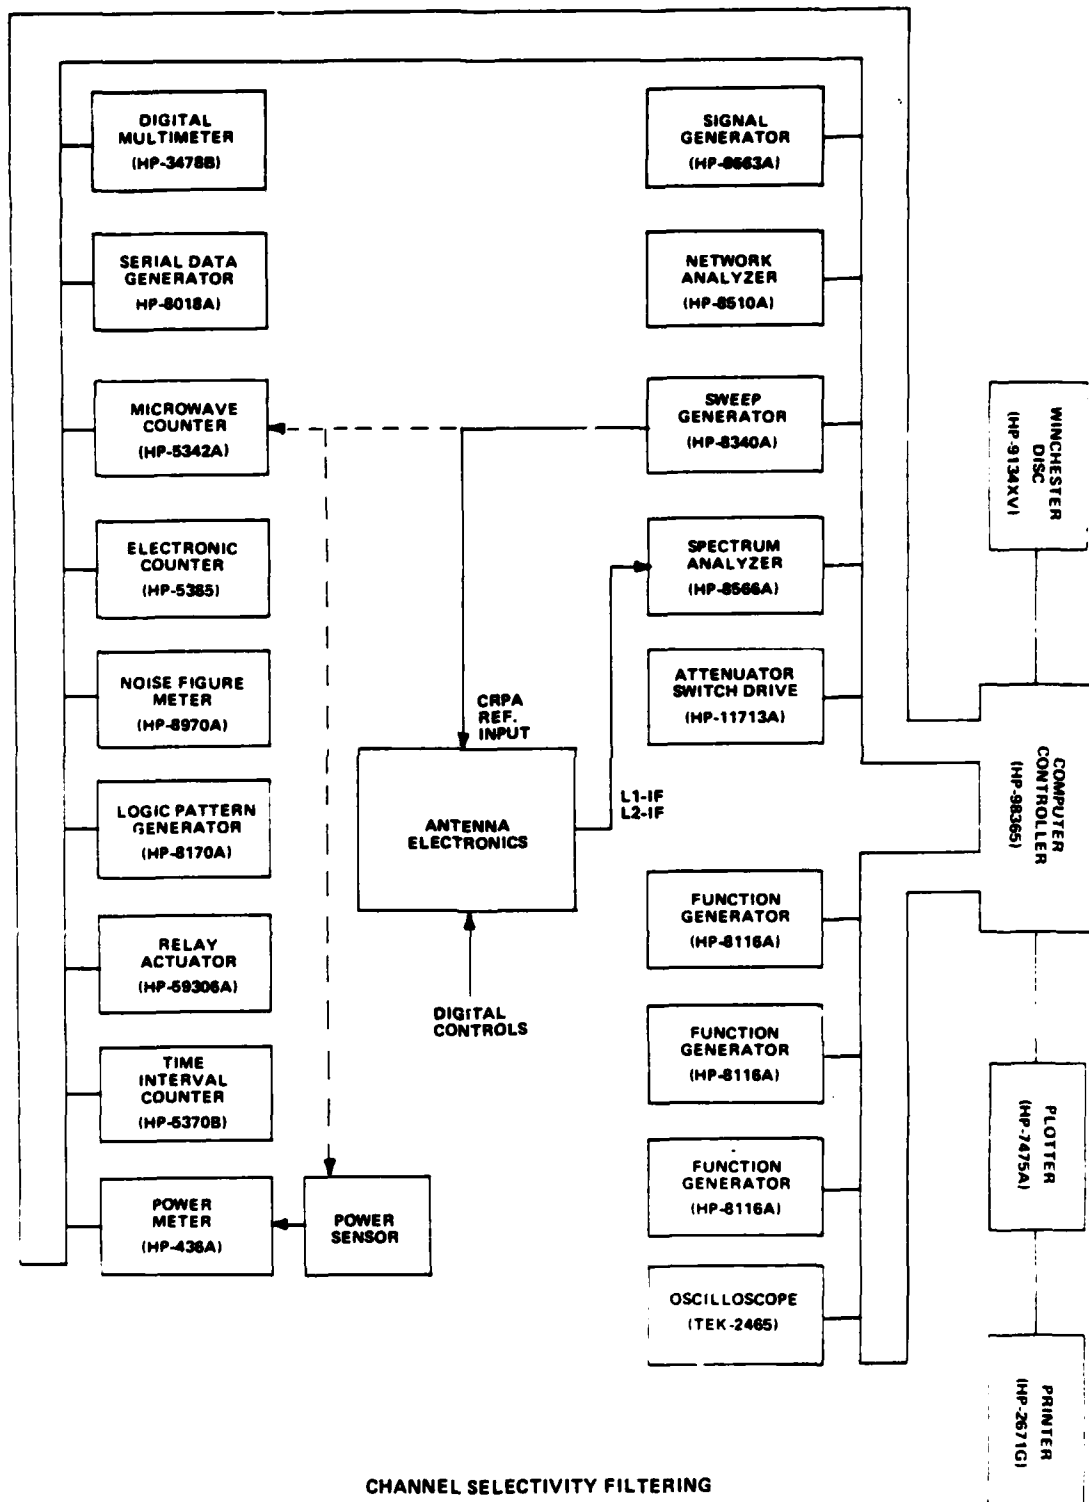 DIGITAL
MULTIMETER
(HP-3478B)
SERIAL DATA
GENERATOR
HP-8018A)
MICROWAVE
COUNTER
(HP-5342A)
ELECTRONIC
COUNTER
(HP-5385)
NOISE FIGURE
METER
(HP-8970A)
LOGIC PATTERN
GENERATOR
(HP-8170A)
RELAY
ACTUATOR
(HP-59306A)
TIME
INTERVAL
COUNTER
(HP-5370B)
POWER
METER
(HP-436A)
POWER
SENSOR
CRPA
REF.
INPUT
ANTENNA
ELECTRONICS
DIGITAL
CONTROLS
L1-IF
L2-IF
SIGNAL
GENERATOR
(HP-8663A)
NETWORK
ANALYZER
(HP-8510A)
SWEEP
GENERATOR
(HP-8340A)
SPECTRUM
ANALYZER
(HP-8566A)
ATTENUATOR
SWITCH DRIVE
(HP-11713A)
FUNCTION
GENERATOR
(HP-8116A)
FUNCTION
GENERATOR
(HP-8116A)
FUNCTION
GENERATOR
(HP-8116A)
OSCILLOSCOPE
(TEK-2465)
WINCHESTER
DISC
(HP-9134XV)
COMPUTER
CONTROLLER
(HP-98365)
PLOTTER
(HP-7475A)
PRINTER
(HP-2671G)
CHANNEL SELECTIVITY FILTERING